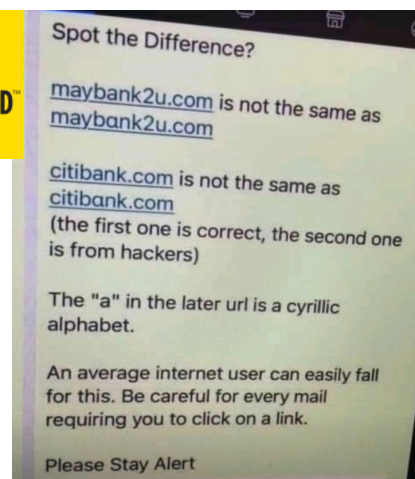 D™
Spot the Difference?
maybank2u.com is not the same as
maybɑnk2u.com
citibank.com is not the same as
citibɑnk.com
(the first one is correct, the second one
is from hackers)
The "a" in the later url is a cyrillic
alphabet.
An average internet user can easily fall
for this. Be careful for every mail
requiring you to click on a link.
Please Stay Alert